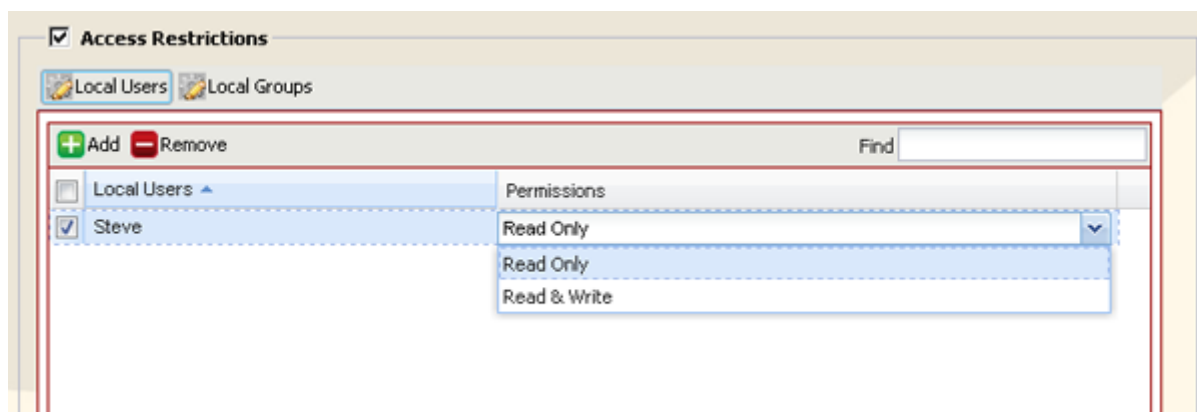 Access Restrictions
Local Users Local Groups
Add Remove Find
Local Users Permissions
Steve Read Only
Read Only
Read & Write